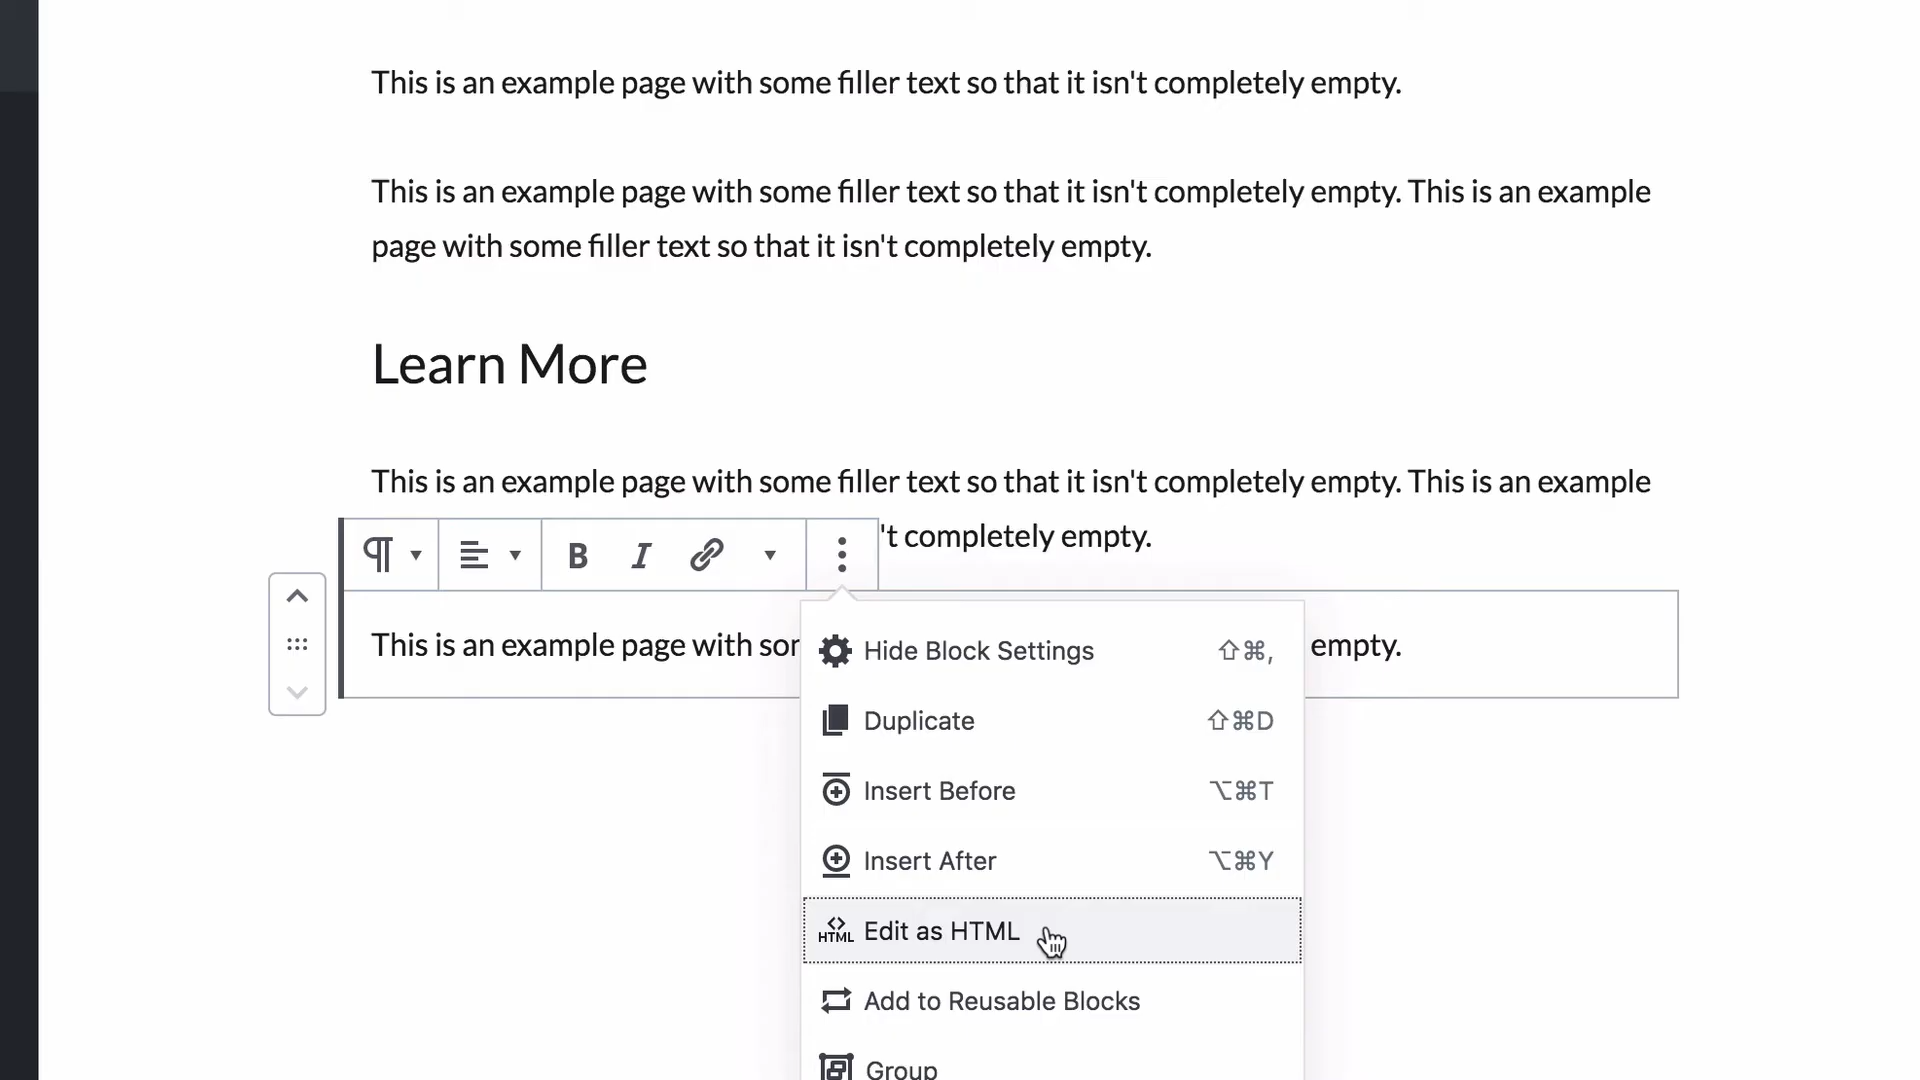 This is an example page with some filler text so that it isn't completely empty.
This is an example page with some filler text so that it isn't completely empty. This is an example
page with some filler text so that it isn't completely empty.
Learn More
This is an example page with some filler text so that it isn't completely empty. This is an example
't completely empty.
B I
This is an example page with sor empty.
Hide Block Settings ⇧⌘,
Duplicate ⇧⌘D
Insert Before ⌥⌘T
Insert After ⌥⌘Y
HTML Edit as HTML
Add to Reusable Blocks
Group